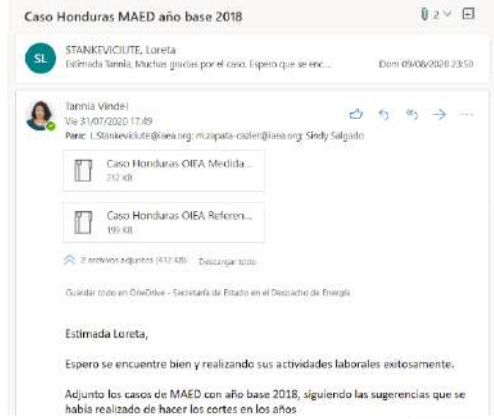 Caso Honduras MAED año base 2018
2
SL
STANKEVICIUTE, Loreta
Estimada Tannia, Muchas gracias por el caso. Espero que se enc...
Dom 09/08/2020 23:50
Tannia Vindel
Vie 31/07/2020 17:49
Para: L.Stankeviciute@iaea.org; m.zapata-cazier@iaea.org; Sindy Salgado
Caso Honduras OIEA Medida...
212 KB
Caso Honduras OIEA Referen...
199 KB
2 archivos adjuntos (412 KB) Descargar todo
Guardar todo en OneDrive - Secretaría de Estado en el Despacho de Energía
Estimada Loreta,
Espero se encuentre bien y realizando sus actividades laborales exitosamente.
Adjunto los casos de MAED con año base 2018, siguiendo las sugerencias que se
había realizado de hacer los cortes en los años